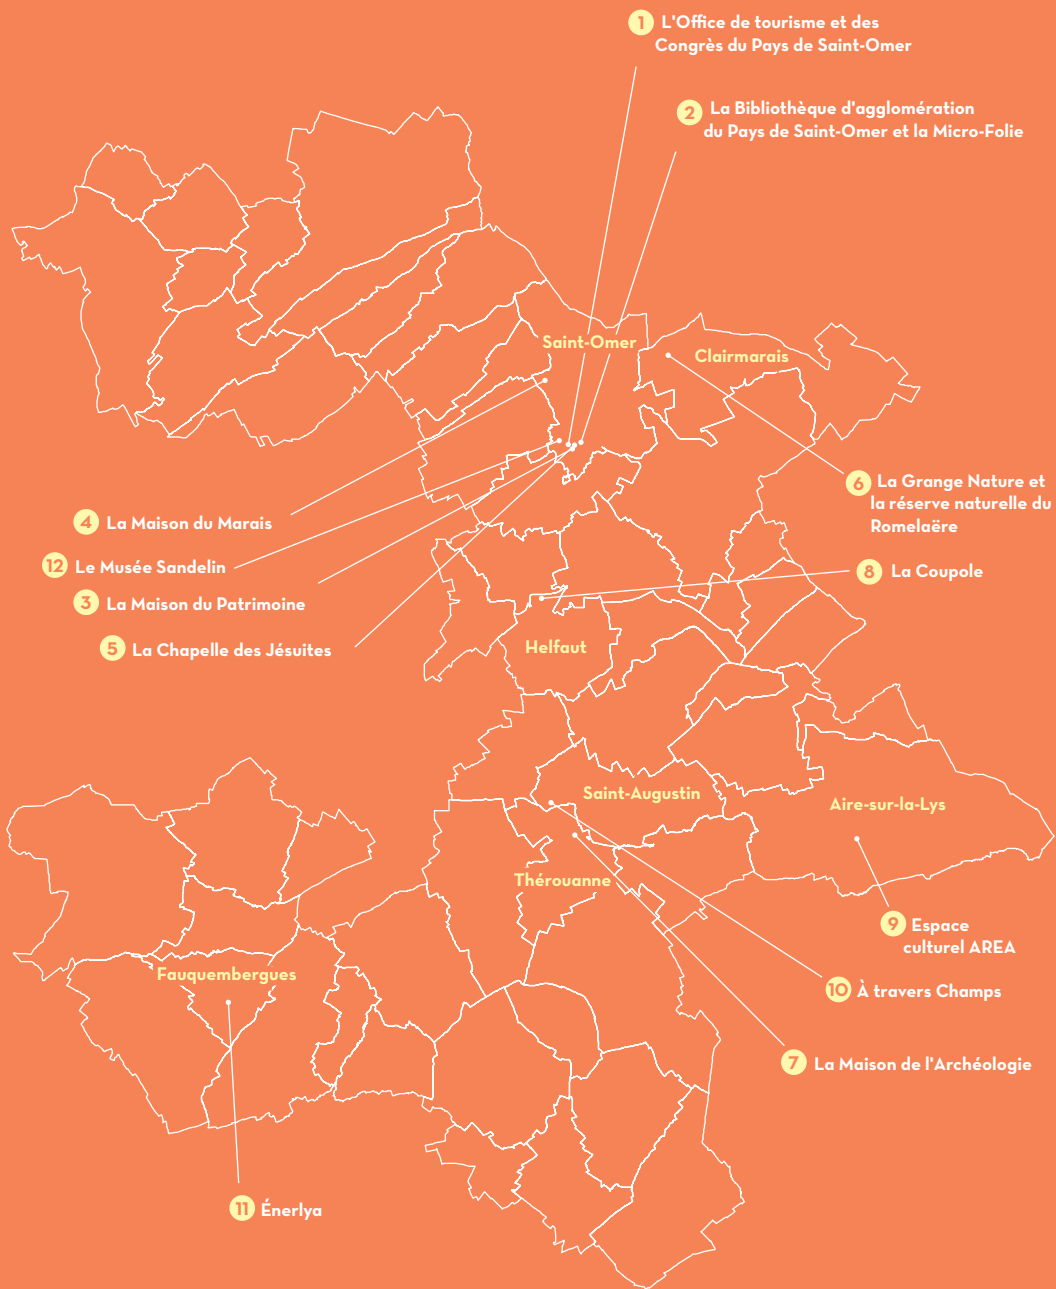 1 L'Office de tourisme et des
Congrès du Pays de Saint-Omer
2 La Bibliothèque d'agglomération
du Pays de Saint-Omer et la Micro-Folie
Saint-Omer
Clairmarais
6 La Grange Nature et
la réserve naturelle du
Romelaëre
4 La Maison du Marais
12 Le Musée Sandelin
8 La Coupole
3 La Maison du Patrimoine
5 La Chapelle des Jésuites
Helfaut
Saint-Augustin
Aire-sur-la-Lys
Thérouanne
9 Espace
culturel AREA
Fauquembergues
10 À travers Champs
7 La Maison de l'Archéologie
11 Énerlya